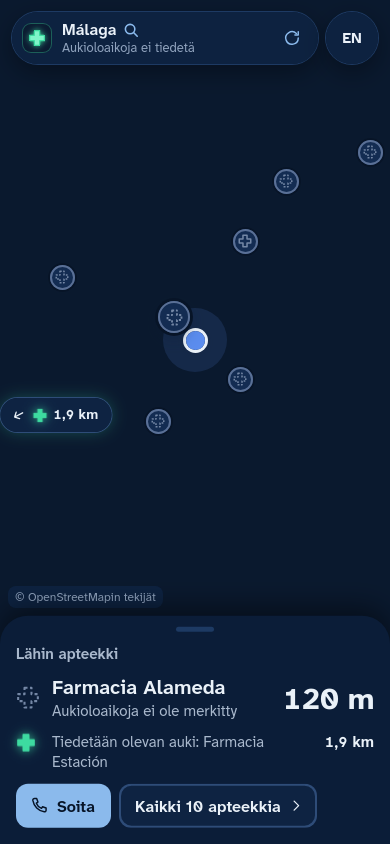 Málaga
Aukioloaikoja ei tiedetä
EN
1,9 km
© OpenStreetMapin tekijät
Lähin apteekki
Farmacia Alameda
120 m
Aukioloaikoja ei ole merkitty
Tiedetään olevan auki: Farmacia
1,9 km
Estación
Soita
Kaikki 10 apteekkia